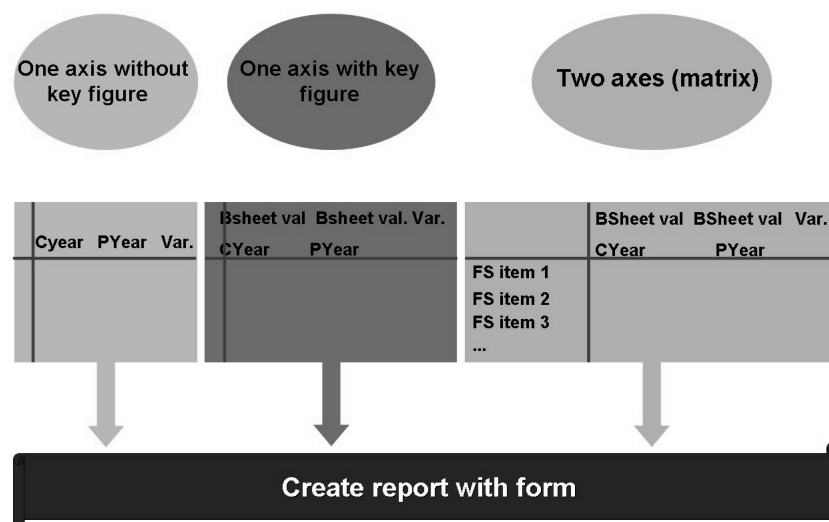 One axis without
key figure
One axis with key
figure
Two axes (matrix)
Cyear PYear Var.
Bsheet val Bsheet val. Var.
CYear PYear
BSheet val BSheet val Var.
CYear PYear
FS item 1
FS item 2
FS item 3
...
Create report with form